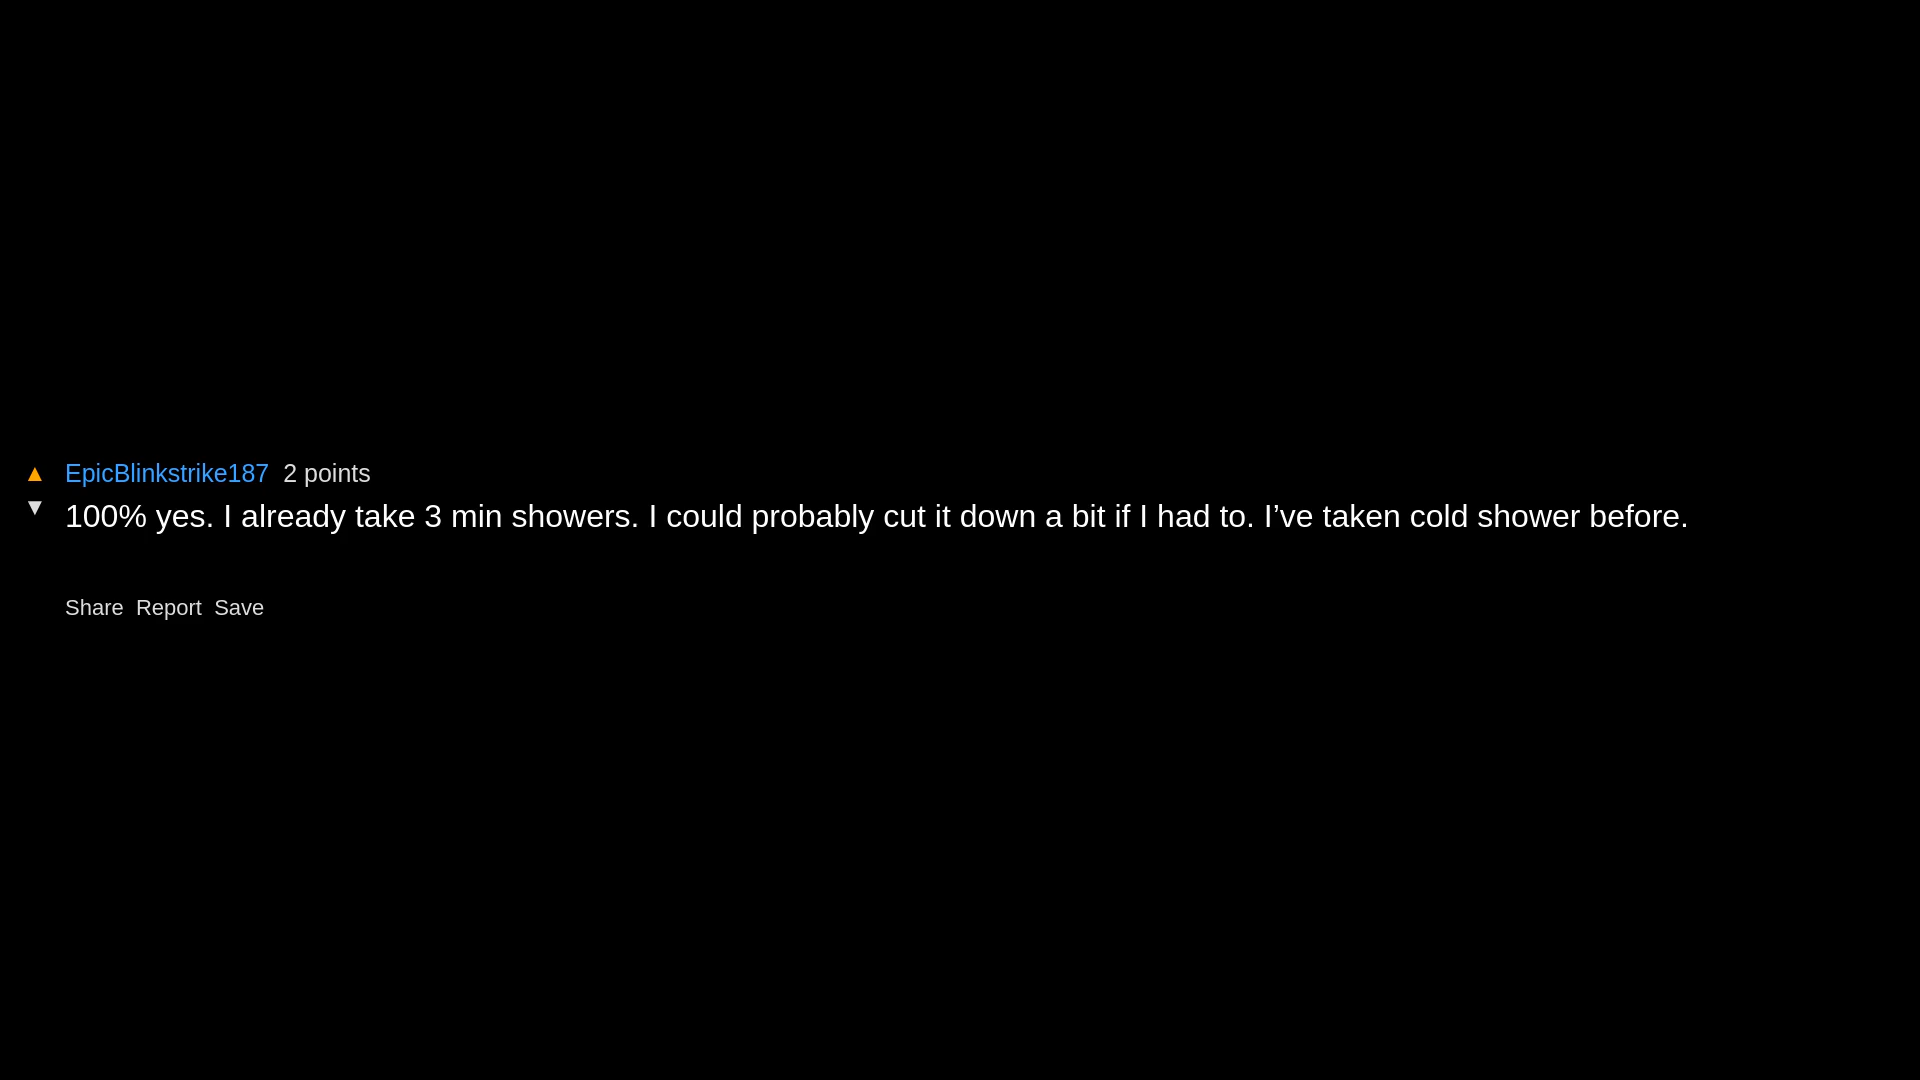 ▲ EpicBlinkstrike187 2 points
▼ 100% yes. I already take 3 min showers. I could probably cut it down a bit if I had to. I’ve taken cold shower before.
Share Report Save